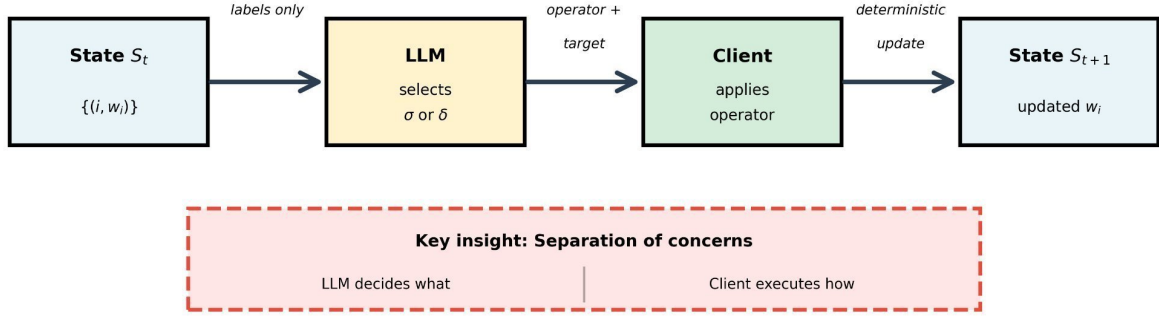 labels only
operator +
target
deterministic
update
State S_t
{(i, w_i)}
LLM
selects
σ or δ
Client
applies
operator
State S_{t+1}
updated w_i
Key insight: Separation of concerns
LLM decides what
Client executes how